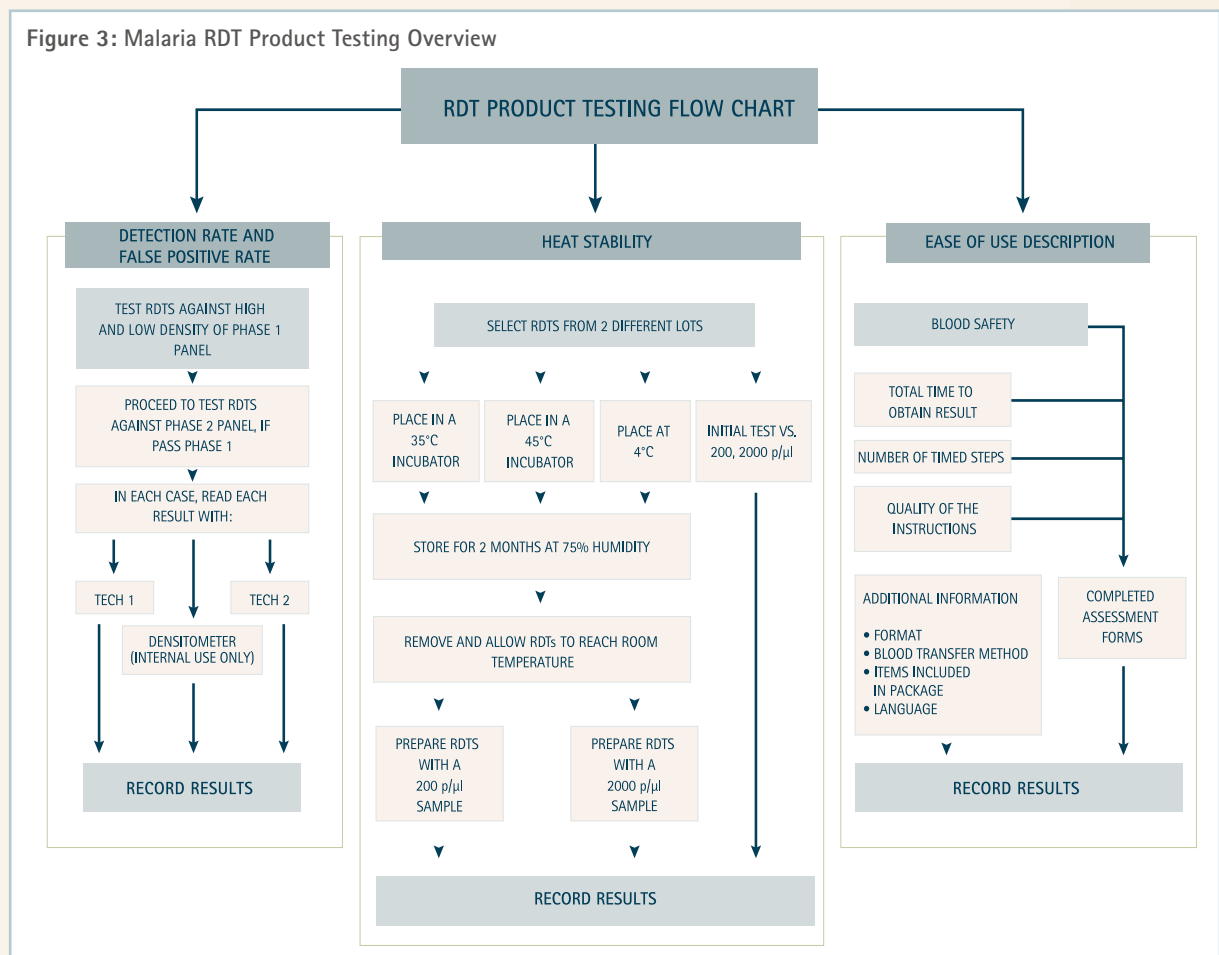 Figure 3: Malaria RDT Product Testing Overview
RDT PRODUCT TESTING FLOW CHART
DETECTION RATE AND
FALSE POSITIVE RATE
TEST RDTS AGAINST HIGH
AND LOW DENSITY OF PHASE 1
PANEL
PROCEED TO TEST RDTS
AGAINST PHASE 2 PANEL, IF
PASS PHASE 1
IN EACH CASE, READ EACH
RESULT WITH:
TECH 1
TECH 2
DENSITOMETER
(INTERNAL USE ONLY)
RECORD RESULTS
HEAT STABILITY
SELECT RDTS FROM 2 DIFFERENT LOTS
PLACE IN A
35°C
INCUBATOR
PLACE IN A
45°C
INCUBATOR
PLACE AT
4°C
INITIAL TEST VS.
200, 2000 p/µl
STORE FOR 2 MONTHS AT 75% HUMIDITY
REMOVE AND ALLOW RDTs TO REACH ROOM
TEMPERATURE
PREPARE RDTS
WITH A
200 p/µl
SAMPLE
PREPARE RDTS
WITH A
2000 p/µl
SAMPLE
RECORD RESULTS
EASE OF USE DESCRIPTION
BLOOD SAFETY
TOTAL TIME TO
OBTAIN RESULT
NUMBER OF TIMED STEPS
QUALITY OF THE
INSTRUCTIONS
ADDITIONAL INFORMATION
• FORMAT
• BLOOD TRANSFER METHOD
• ITEMS INCLUDED
IN PACKAGE
• LANGUAGE
COMPLETED
ASSESSMENT
FORMS
RECORD RESULTS